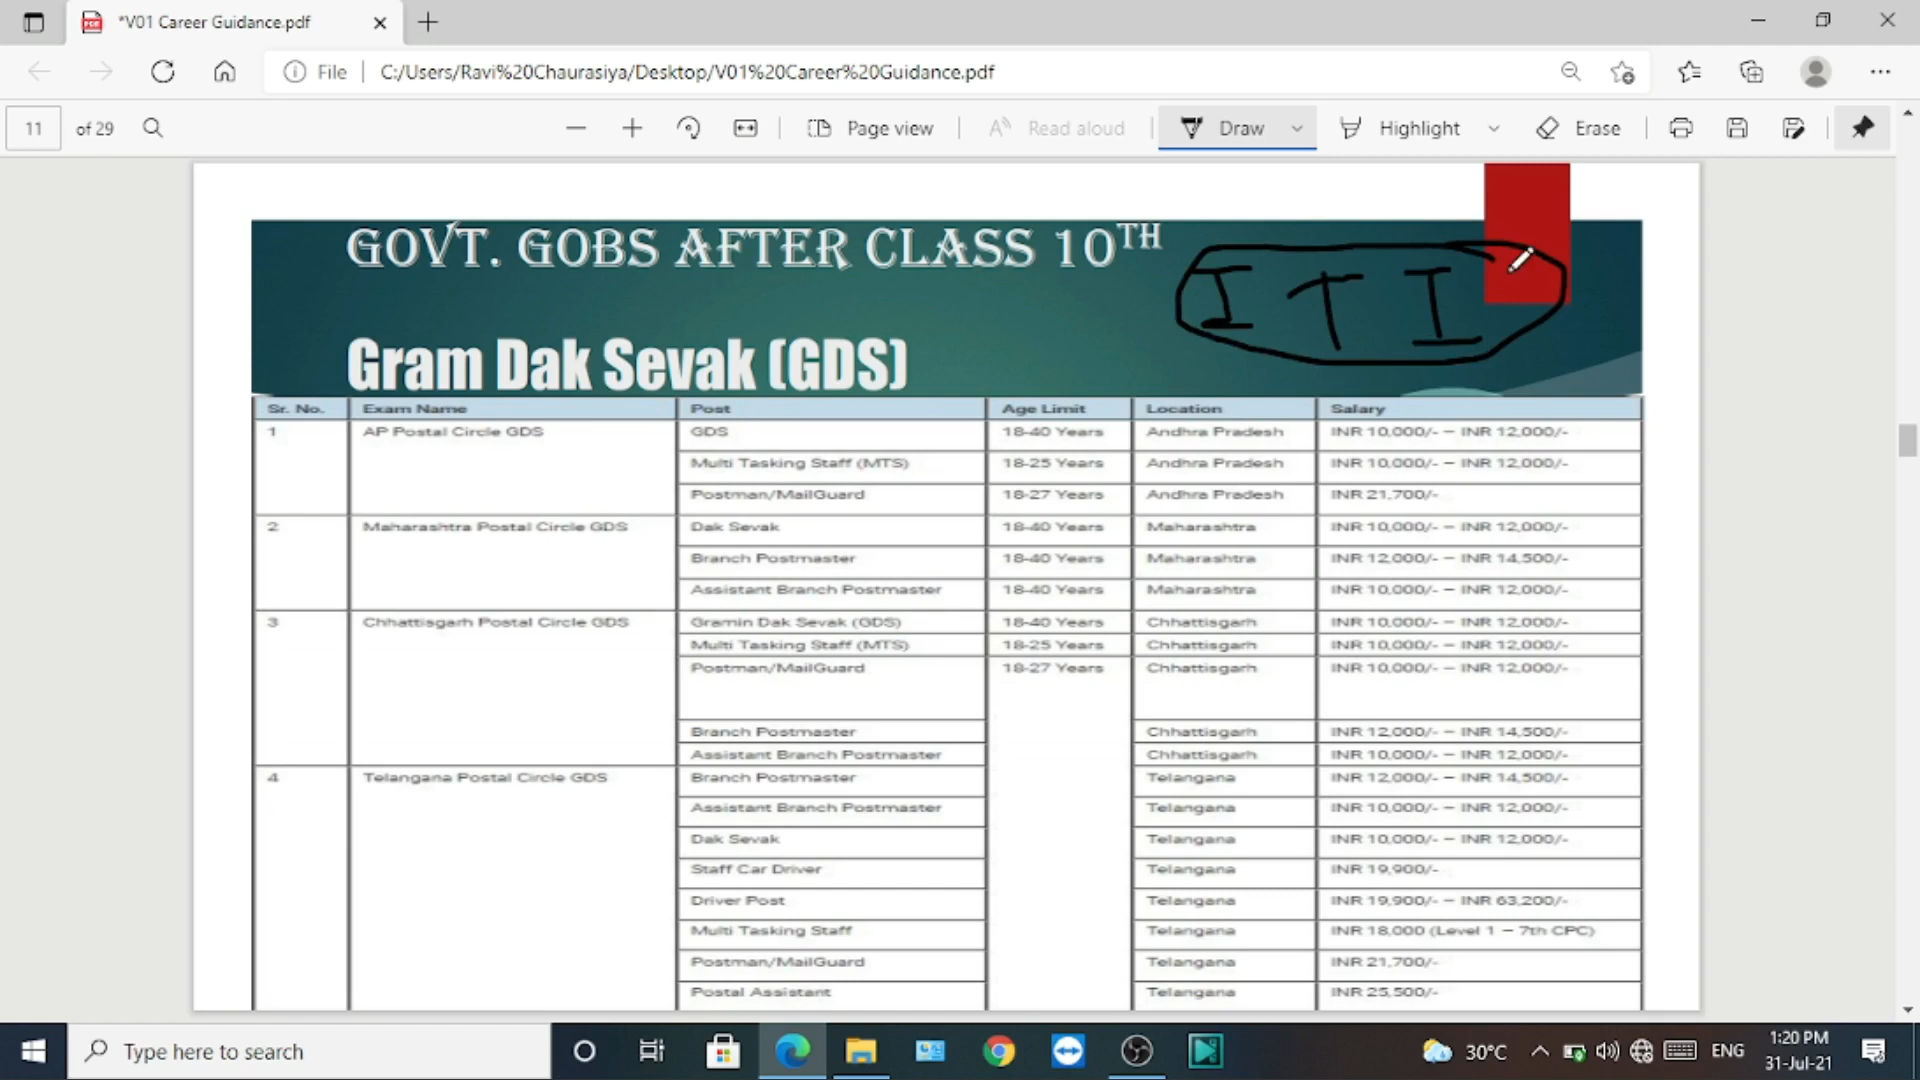 *V01 Career Guidance.pdf
File C:/Users/Ravi%20Chaurasiya/Desktop/V01%20Career%20Guidance.pdf
11 of 29 Page view Read aloud Draw Highlight Erase
GOVT. GOBS AFTER CLASS 10TH
I T I
Gram Dak Sevak (GDS)
Sr. No. Exam Name Post Age Limit Location Salary
1 AP Postal Circle GDS GDS 18-40 Years Andhra Pradesh INR 10,000/- – INR 12,000/-
Multi Tasking Staff (MTS) 18-25 Years Andhra Pradesh INR 10,000/- – INR 12,000/-
Postman/MailGuard 18-27 Years Andhra Pradesh INR 21,700/-
2 Maharashtra Postal Circle GDS Dak Sevak 18-40 Years Maharashtra INR 10,000/- – INR 12,000/-
Branch Postmaster 18-40 Years Maharashtra INR 12,000/- – INR 14,500/-
Assistant Branch Postmaster 18-40 Years Maharashtra INR 10,000/- – INR 12,000/-
3 Chhattisgarh Postal Circle GDS Gramin Dak Sevak (GDS) 18-40 Years Chhattisgarh INR 10,000/- – INR 12,000/-
Multi Tasking Staff (MTS) 18-25 Years Chhattisgarh INR 10,000/- – INR 12,000/-
Postman/MailGuard 18-27 Years Chhattisgarh INR 10,000/- – INR 12,000/-
Branch Postmaster Chhattisgarh INR 12,000/- – INR 14,500/-
Assistant Branch Postmaster Chhattisgarh INR 10,000/- – INR 12,000/-
4 Telangana Postal Circle GDS Branch Postmaster Telangana INR 12,000/- – INR 14,500/-
Assistant Branch Postmaster Telangana INR 10,000/- – INR 12,000/-
Dak Sevak Telangana INR 10,000/- – INR 12,000/-
Staff Car Driver Telangana INR 19,900/-
Driver Post Telangana INR 19,900/- – INR 63,200/-
Multi Tasking Staff Telangana INR 18,000 (Level 1 – 7th CPC)
Postman/MailGuard Telangana INR 21,700/-
Postal Assistant Telangana INR 25,500/-
Type here to search 30°C ENG 1:20 PM
31-Jul-21